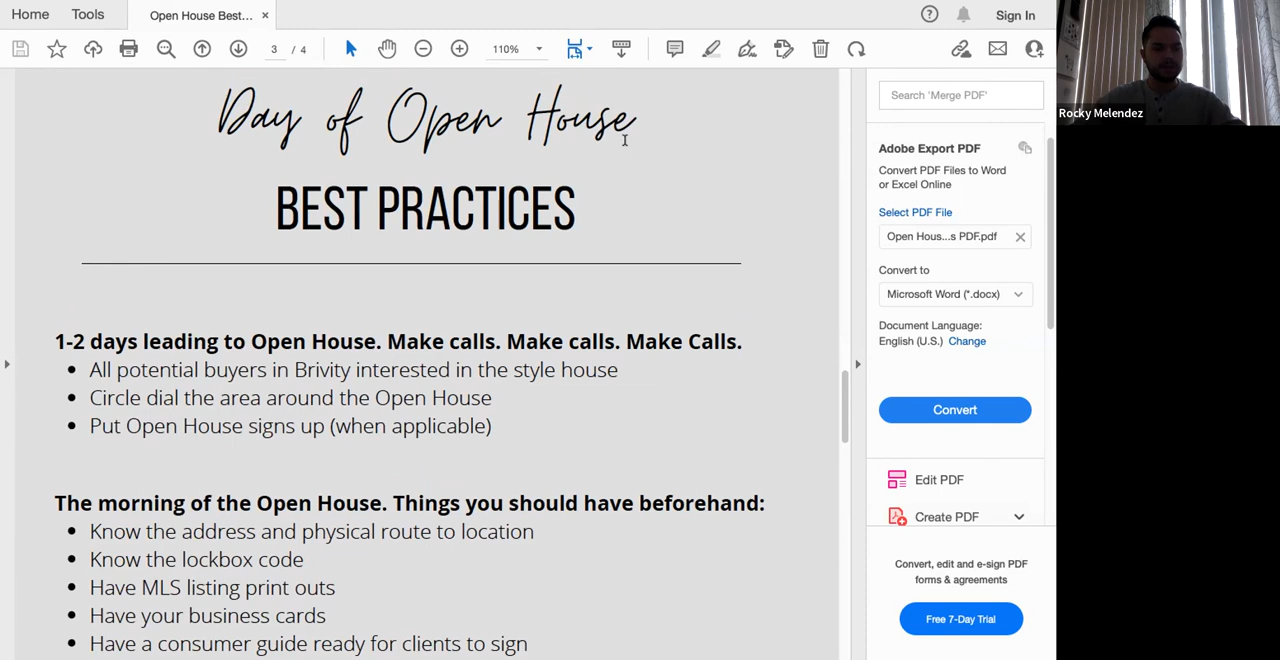 Home Tools Open House Best... × Sign In
3 / 4 110%
Day of Open House
BEST PRACTICES
1-2 days leading to Open House. Make calls. Make calls. Make Calls.
• All potential buyers in Brivity interested in the style house
• Circle dial the area around the Open House
• Put Open House signs up (when applicable)
The morning of the Open House. Things you should have beforehand:
• Know the address and physical route to location
• Know the lockbox code
• Have MLS listing print outs
• Have your business cards
• Have a consumer guide ready for clients to sign
Search 'Merge PDF'
Adobe Export PDF
Convert PDF Files to Word
or Excel Online
Select PDF File
Open Hous...s PDF.pdf
Convert to
Microsoft Word (*.docx)
Document Language:
English (U.S.) Change
Convert
Edit PDF
Create PDF
Convert, edit and e-sign PDF
forms & agreements
Free 7-Day Trial
Rocky Melendez